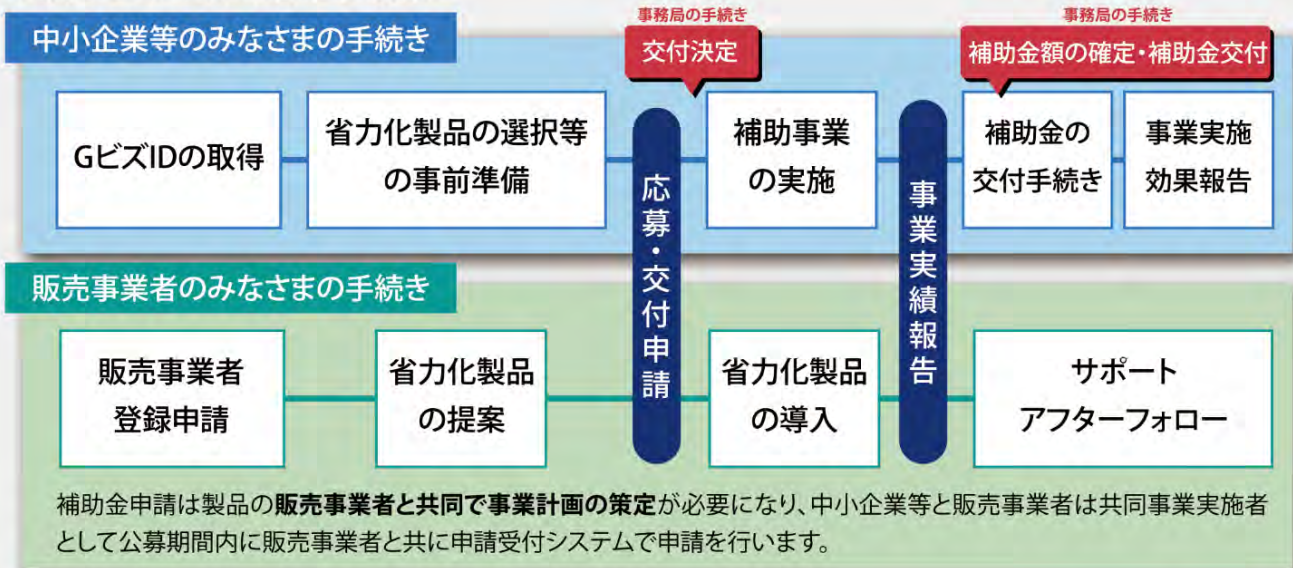 事務局の手続き
事務局の手続き
中小企業等のみなさまの手続き
交付決定
補助金額の確定・補助金交付
GビズIDの取得
省力化製品の選択等
の事前準備
応募・交付申請
補助事業
の実施
事業実績報告
補助金の
交付手続き
事業実施
効果報告
販売事業者のみなさまの手続き
販売事業者
登録申請
省力化製品
の提案
省力化製品
の導入
サポート
アフターフォロー
補助金申請は製品の販売事業者と共同で事業計画の策定が必要になり、中小企業等と販売事業者は共同事業実施者
として公募期間内に販売事業者と共に申請受付システムで申請を行います。